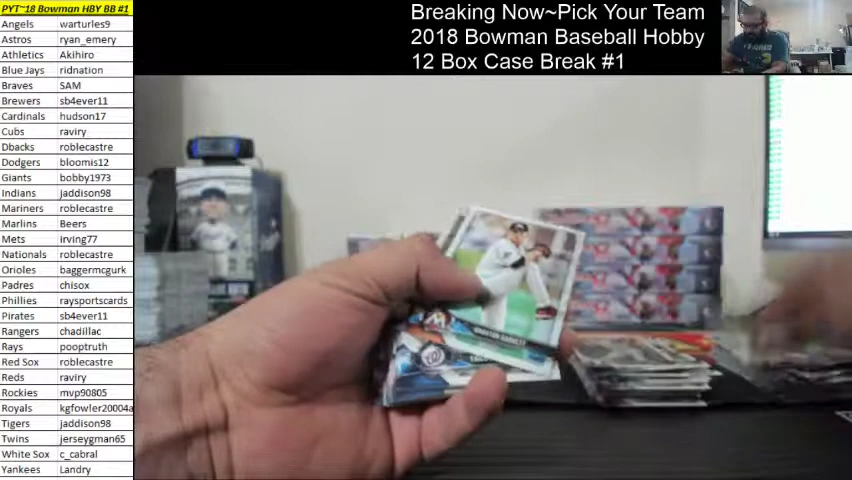 PYT~18 Bowman HBY BB #1
Angels warturles9
Astros ryan_emery
Athletics Akihiro
Blue Jays ridnation
Braves SAM
Brewers sb4ever11
Cardinals hudson17
Cubs raviry
Dbacks roblecastre
Dodgers bloomis12
Giants bobby1973
Indians jaddison98
Mariners roblecastre
Marlins Beers
Mets irving77
Nationals roblecastre
Orioles baggermcgurk
Padres chisox
Phillies raysportscards
Pirates sb4ever11
Rangers chadillac
Rays pooptruth
Red Sox roblecastre
Reds raviry
Rockies mvp90805
Royals kgfowler20004a
Tigers jaddison98
Twins jerseygman65
White Sox c_cabral
Yankees Landry
Breaking Now~Pick Your Team
2018 Bowman Baseball Hobby
12 Box Case Break #1